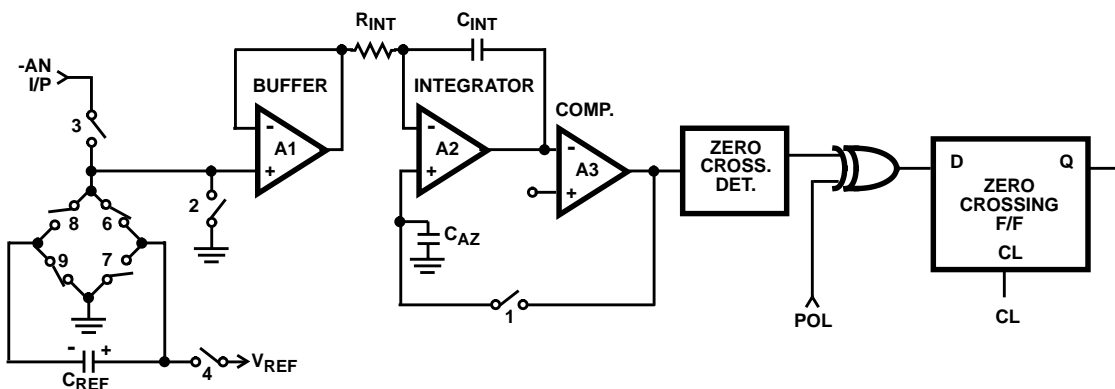 R_INT
C_INT
-AN
I/P
BUFFER
INTEGRATOR
COMP.
3
-
A1
+
-
A2
+
-
A3
+
ZERO
CROSS.
DET.
D
Q
ZERO
CROSSING
F/F
CL
2
8
6
9
7
C_AZ
1
POL
CL
-
+
C_REF
4
V_REF